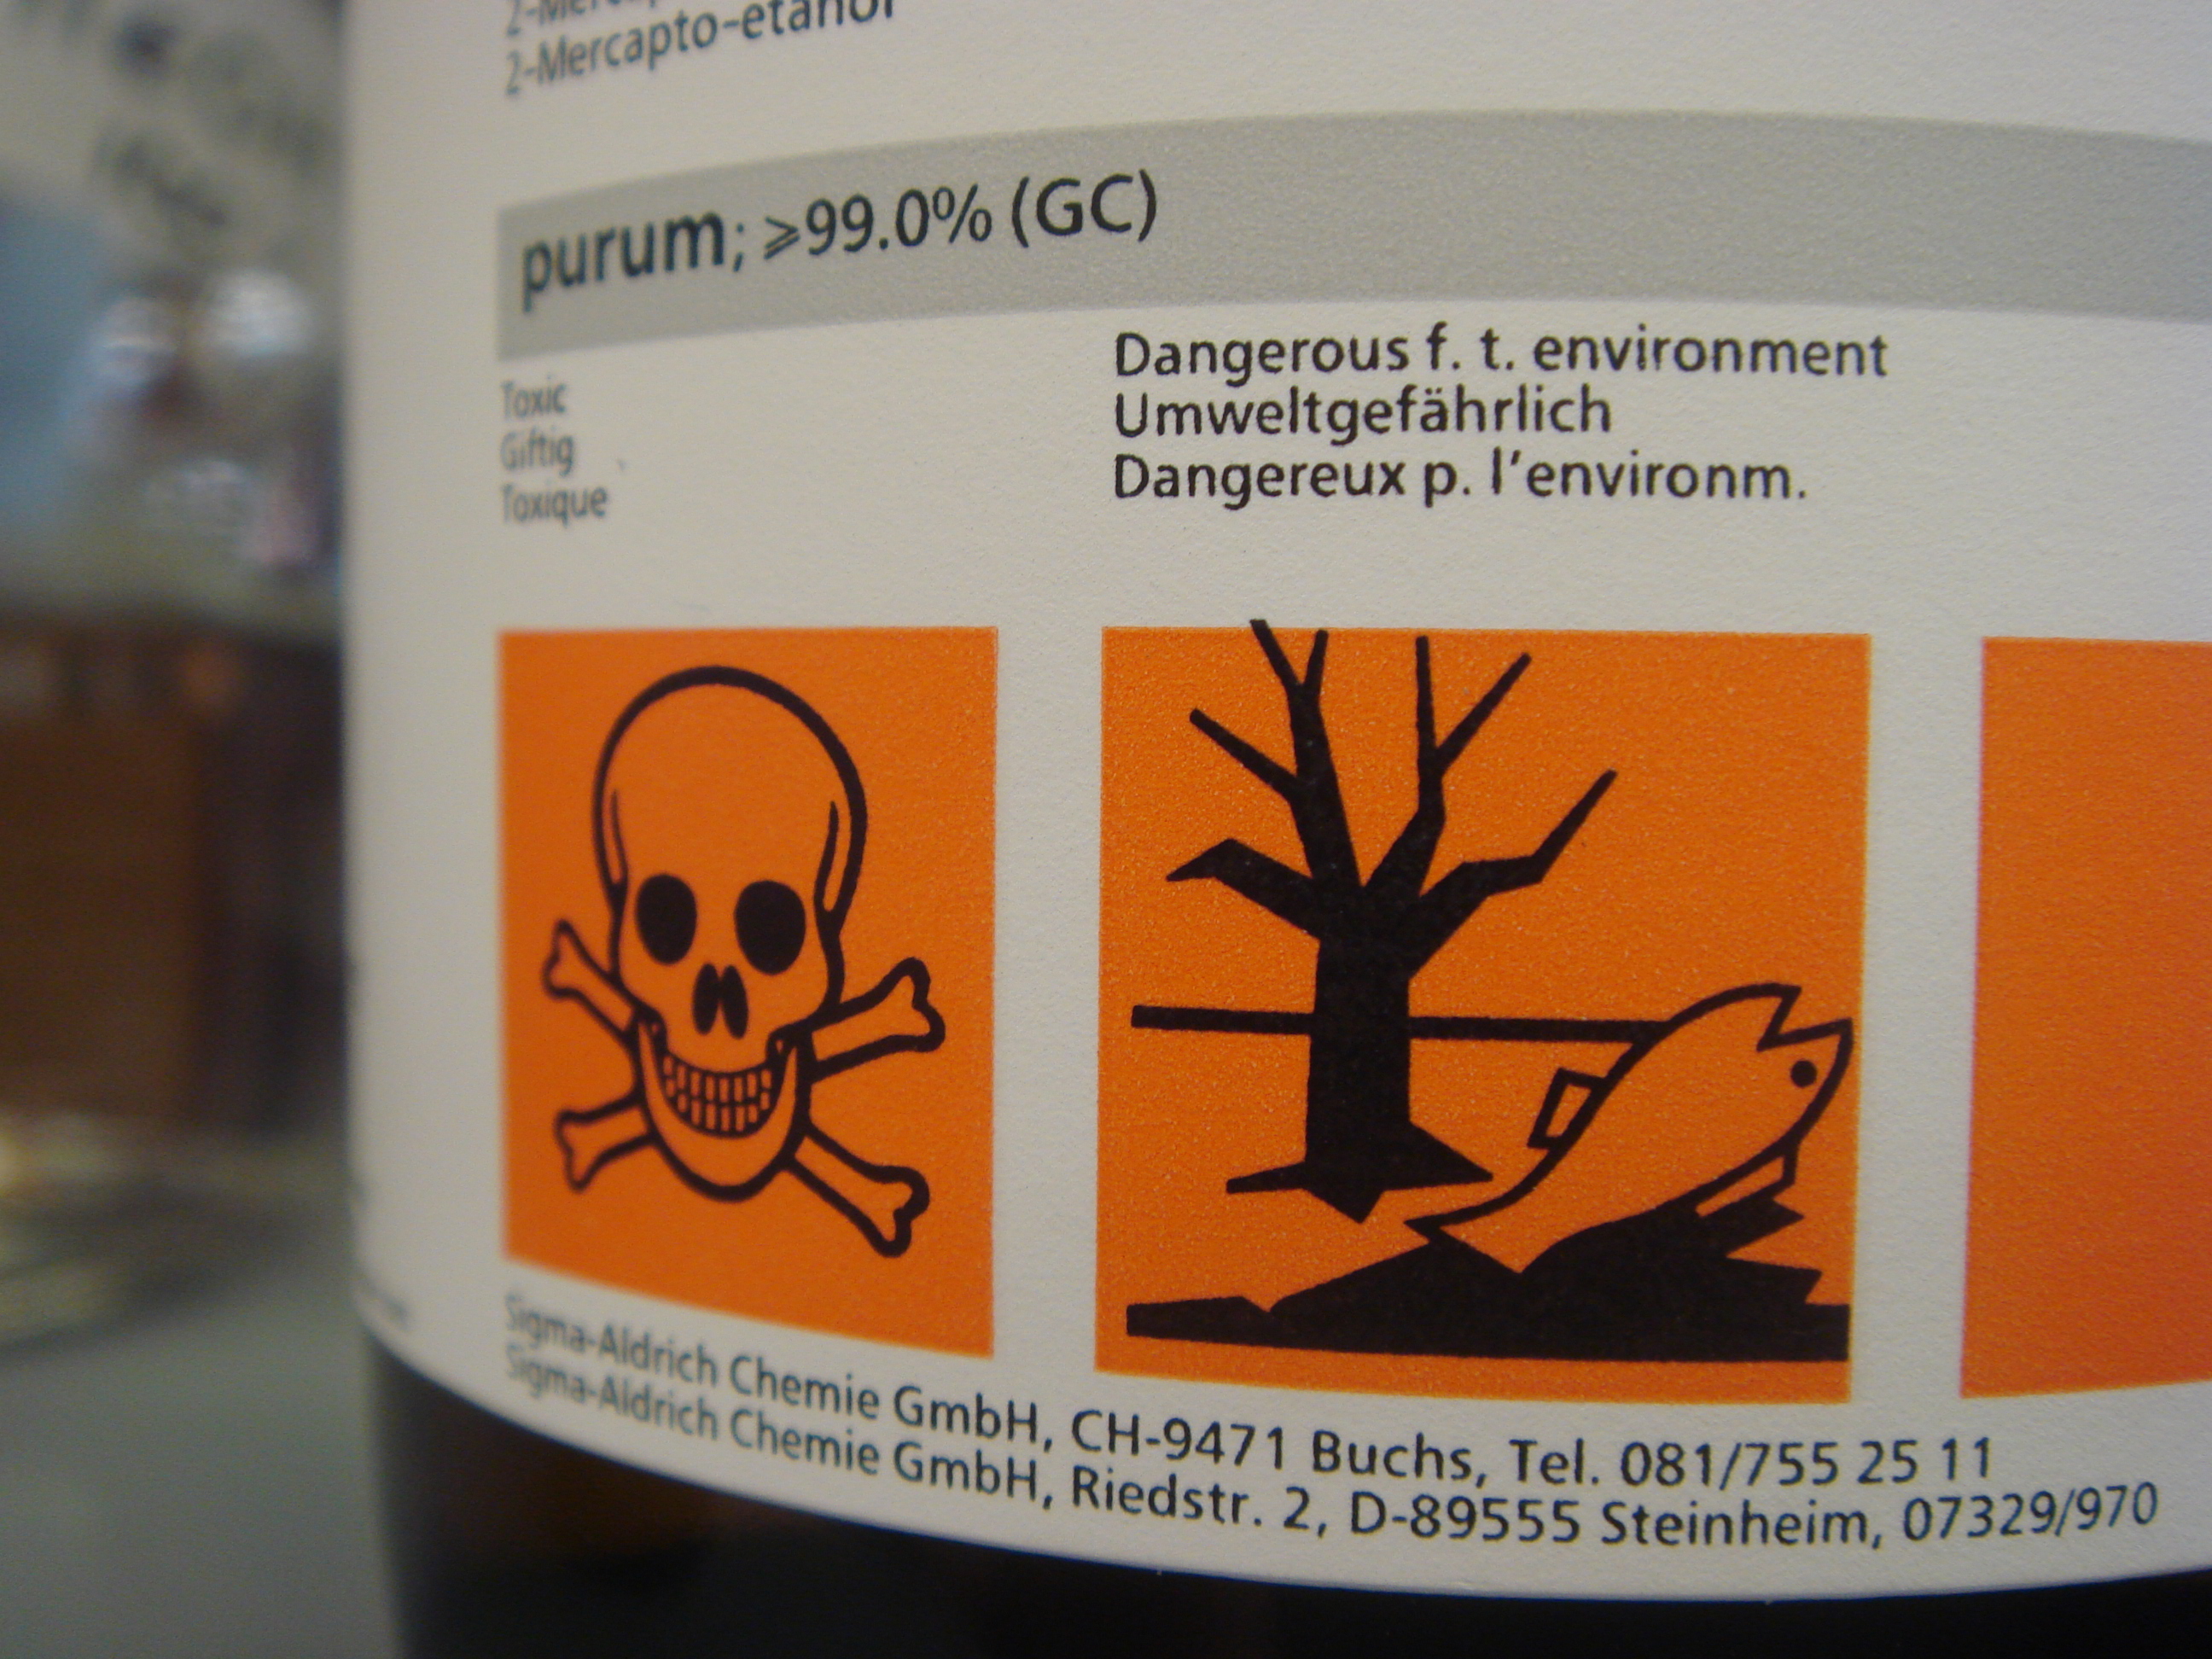 2-Mercapto-etanol
purum; ⩾99.0% (GC)
Toxic
Giftig
Toxique
Dangerous f. t. environment
Umweltgefährlich
Dangereux p. l'environm.
Sigma-Aldrich Chemie GmbH, CH-9471 Buchs, Tel. 081/755 25 11
Sigma-Aldrich Chemie GmbH, Riedstr. 2, D-89555 Steinheim, 07329/970